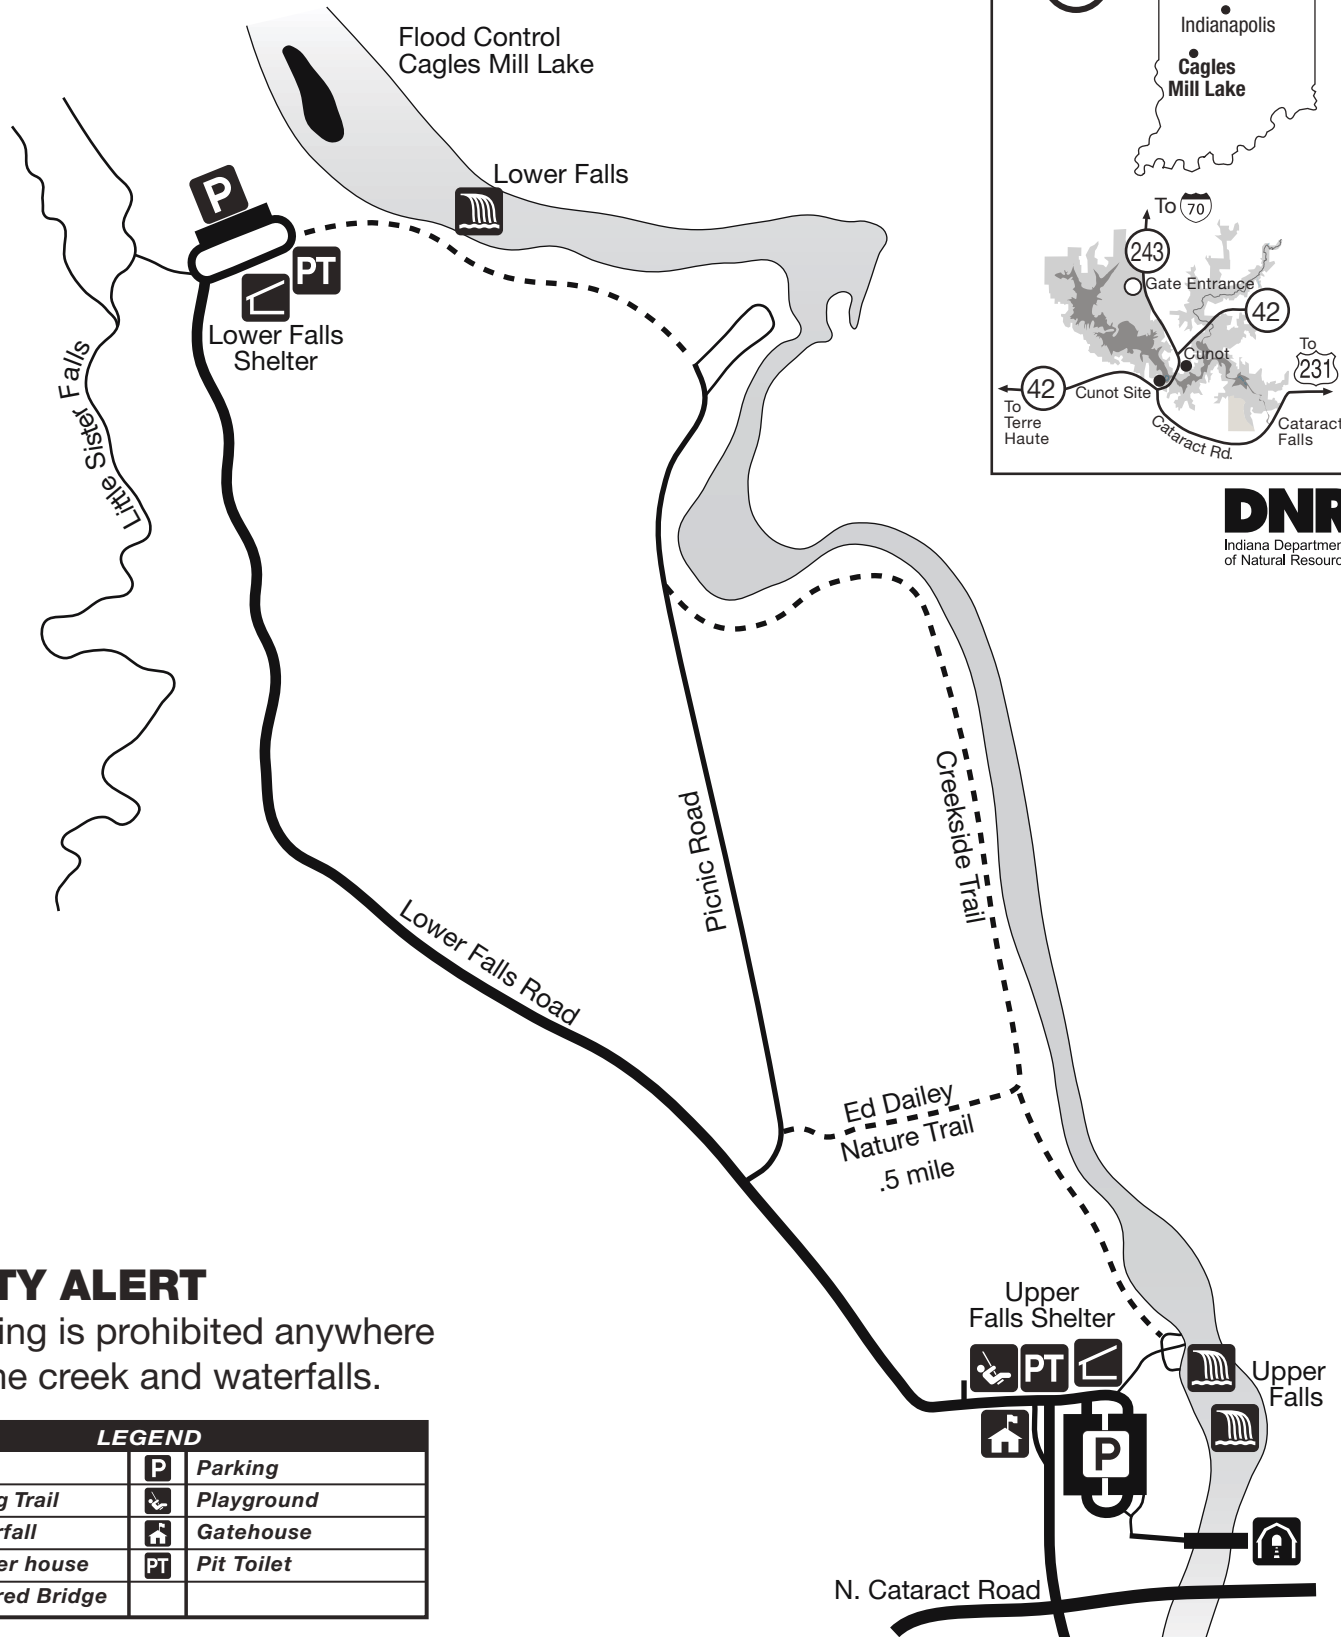 Flood Control
Cagles Mill Lake
Indianapolis
Cagles
Mill Lake
Lower Falls
P
PT
Lower Falls
Shelter
To 70
243
Gate Entrance
42
Cunot
To
231
42
Cunot Site
To
Terre
Haute
Cataract Rd.
Cataract
Falls
DNR
Indiana Departmen
of Natural Resourc
Little Sister Falls
Picnic Road
Creekside Trail
Lower Falls Road
Ed Dailey
Nature Trail
.5 mile
Upper
Falls Shelter
PT
Upper
Falls
P
N. Cataract Road
TY ALERT
ing is prohibited anywhere
ne creek and waterfalls.
LEGEND
P Parking
g Trail Playground
rfall Gatehouse
er house PT Pit Toilet
red Bridge